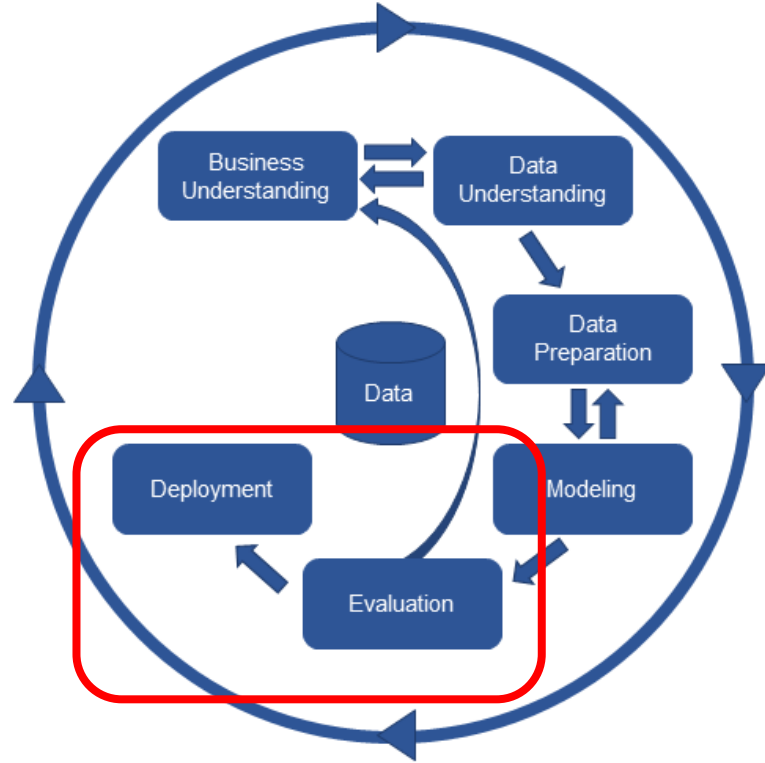 Business
Understanding
Data
Understanding
Data
Preparation
Data
Deployment
Modeling
Evaluation